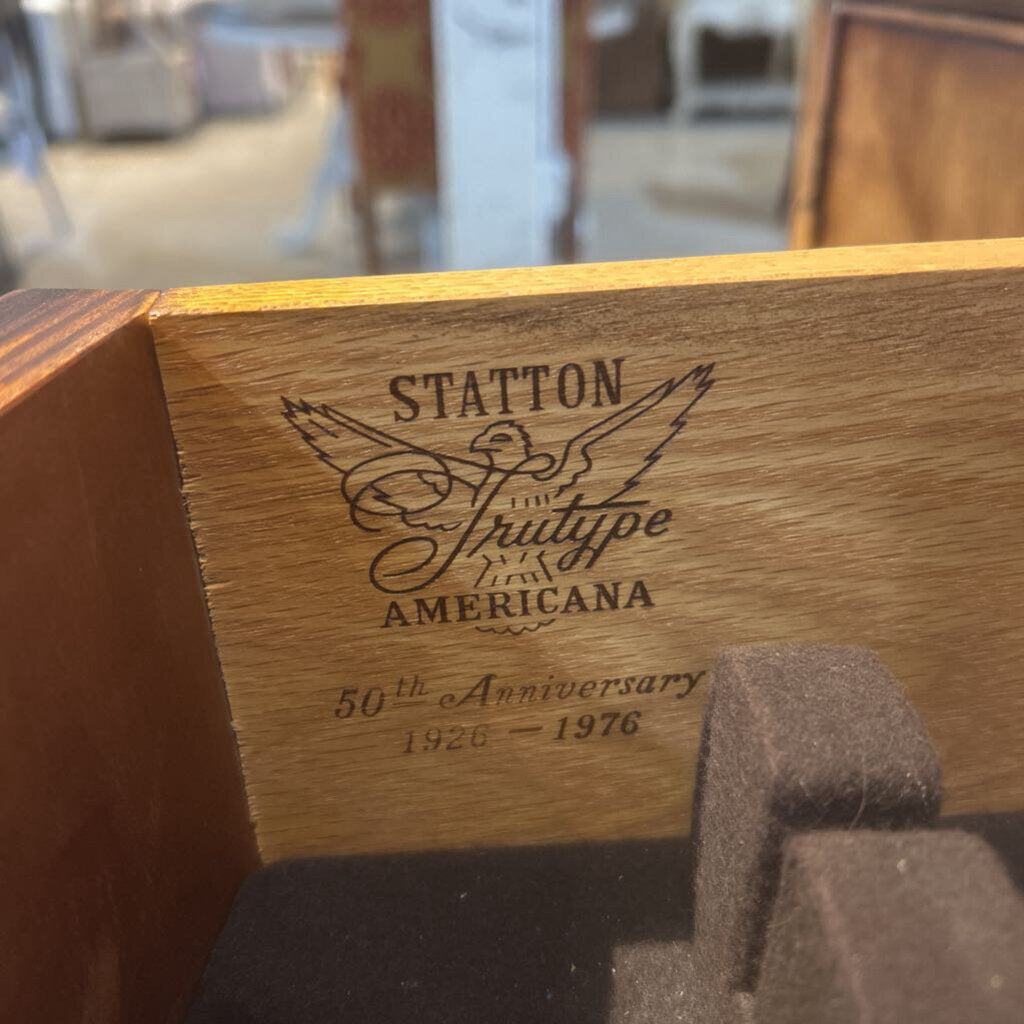 STATTON
Trutype
AMERICANA
50th Anniversary
1926 – 1976